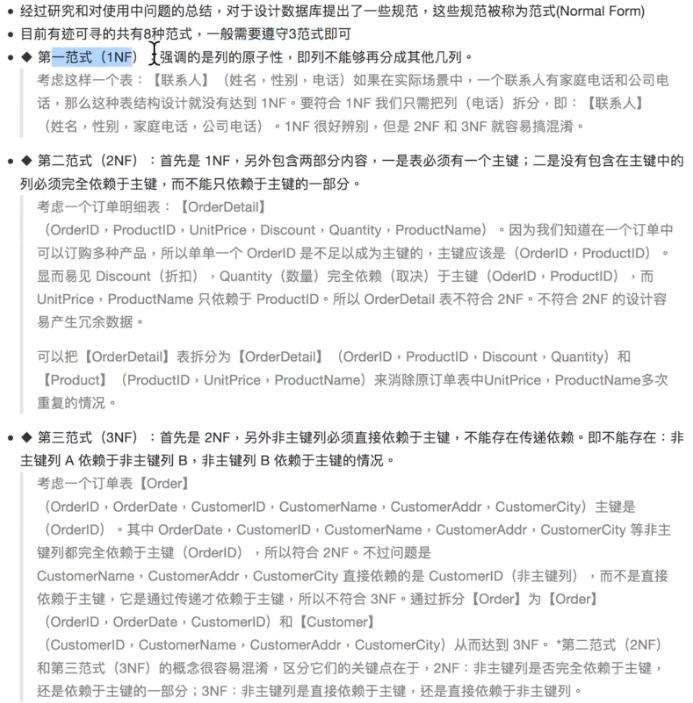 • 经过研究和对使用中问题的总结，对于设计数据库提出了一些规范，这些规范被称为范式(Normal Form)
• 目前有迹可寻的共有8种范式，一般需要遵守3范式即可
• ◆ 第一范式（1NF）：强调的是列的原子性，即列不能够再分成其他几列。
考虑这样一个表：【联系人】（姓名，性别，电话）如果在实际场景中，一个联系人有家庭电话和公司电
话，那么这种表结构设计就没有达到 1NF。要符合 1NF 我们只需把列（电话）拆分，即：【联系人】
（姓名，性别，家庭电话，公司电话）。1NF 很好辨别，但是 2NF 和 3NF 就容易搞混淆。
• ◆ 第二范式（2NF）：首先是 1NF，另外包含两部分内容，一是表必须有一个主键；二是没有包含在主键中的
列必须完全依赖于主键，而不能只依赖于主键的一部分。
考虑一个订单明细表：【OrderDetail】
（OrderID，ProductID，UnitPrice，Discount，Quantity，ProductName）。因为我们知道在一个订单中
可以订购多种产品，所以单单一个 OrderID 是不足以成为主键的，主键应该是（OrderID，ProductID）。
显而易见 Discount（折扣），Quantity（数量）完全依赖（取决）于主键（OderID，ProductID），而
UnitPrice，ProductName 只依赖于 ProductID。所以 OrderDetail 表不符合 2NF。不符合 2NF 的设计容
易产生冗余数据。
可以把【OrderDetail】表拆分为【OrderDetail】（OrderID，ProductID，Discount，Quantity）和
【Product】（ProductID，UnitPrice，ProductName）来消除原订单表中UnitPrice，ProductName多次
重复的情况。
• ◆ 第三范式（3NF）：首先是 2NF，另外非主键列必须直接依赖于主键，不能存在传递依赖。即不能存在：非
主键列 A 依赖于非主键列 B，非主键列 B 依赖于主键的情况。
考虑一个订单表【Order】
（OrderID，OrderDate，CustomerID，CustomerName，CustomerAddr，CustomerCity）主键是
（OrderID）。其中 OrderDate，CustomerID，CustomerName，CustomerAddr，CustomerCity 等非主
键列都完全依赖于主键（OrderID），所以符合 2NF。不过问题是
CustomerName，CustomerAddr，CustomerCity 直接依赖的是 CustomerID（非主键列），而不是直接
依赖于主键，它是通过传递才依赖于主键，所以不符合 3NF。通过拆分【Order】为【Order】
（OrderID，OrderDate，CustomerID）和【Customer】
（CustomerID，CustomerName，CustomerAddr，CustomerCity）从而达到 3NF。 *第二范式（2NF）
和第三范式（3NF）的概念很容易混淆，区分它们的关键点在于，2NF：非主键列是否完全依赖于主键，
还是依赖于主键的一部分；3NF：非主键列是直接依赖于主键，还是直接依赖于非主键列。